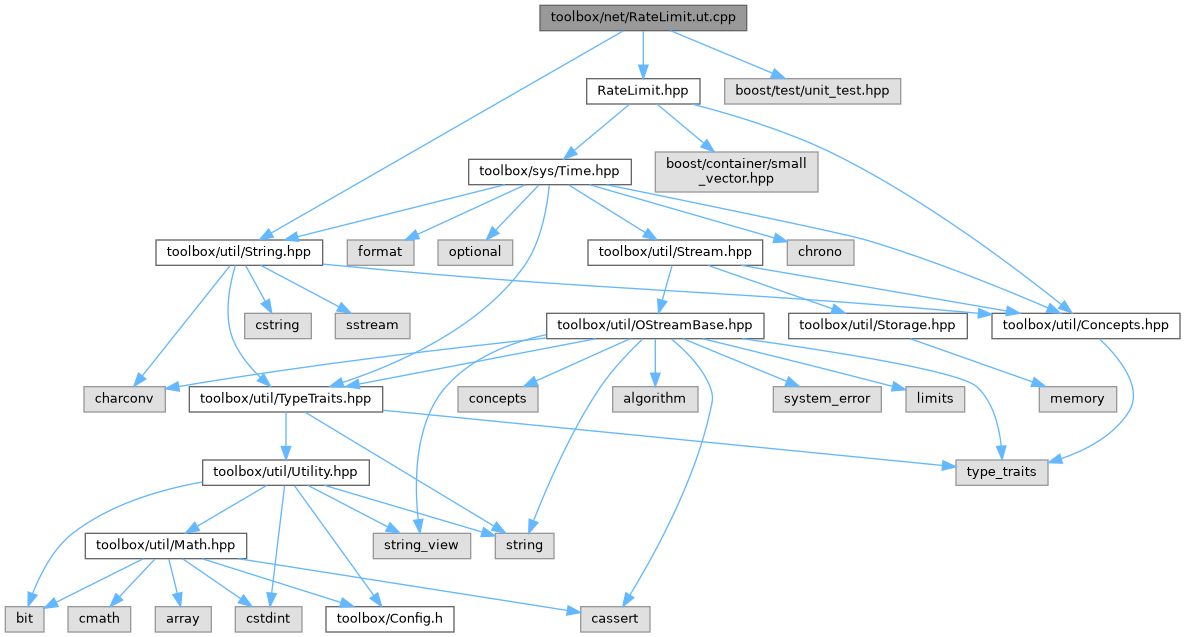 toolbox/net/RateLimit.ut.cpp
RateLimit.hpp
boost/test/unit_test.hpp
toolbox/sys/Time.hpp
boost/container/small
_vector.hpp
toolbox/util/String.hpp
format
optional
toolbox/util/Stream.hpp
chrono
cstring
sstream
toolbox/util/OStreamBase.hpp
toolbox/util/Storage.hpp
toolbox/util/Concepts.hpp
charconv
toolbox/util/TypeTraits.hpp
concepts
algorithm
system_error
limits
memory
toolbox/util/Utility.hpp
type_traits
toolbox/util/Math.hpp
string_view
string
bit
cmath
array
cstdint
toolbox/Config.h
cassert